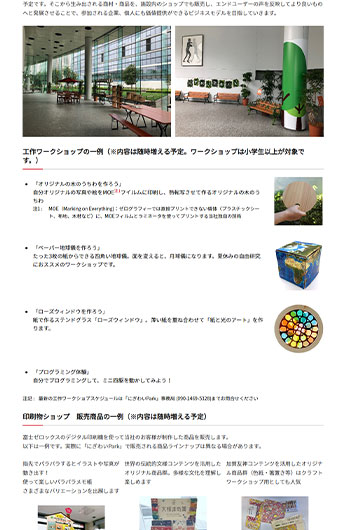 予定です。そこから生み出される商材・商品を、施設内のショップでも販売し、エンドユーザーの声を反映してより良いもの
へと発展させることで、参加される企業、個人にも価値提供ができるビジネスモデルを目指していきます。
工作ワークショップの一例（※内容は随時増える予定。ワークショップは小学生以上が対象で
す。）
「オリジナルの木のうちわを作ろう」
自分オリジナルの写真や絵をMOE注1フイルムに印刷し、熱転写させて作るオリジナルの木のう
ちわ
注1: MOE（Marking on Everything)：ゼログラフィーでは直接プリントできない媒体（プラスチックシー
ト、布地、木材など）に、MOEフィルムとラミネータを使ってプリントする当社独自の技術
「ペーパー地球儀を作ろう」
たった3枚の紙からできる四角い地球儀。面を変えると、月球儀になります。夏休みの自由研究
におススメのワークショップです。
「ローズウィンドウを作ろう」
紙で作るステンドグラス「ローズウィンドウ」。薄い紙を重ね合わせて「紙と光のアート」を作
ります。
「プログラミング体験」
自分でプログラミングして、ミニ四駆を動かしてみよう！
注記： 最新の工作ワークショアスケジュールは「にぎわいPark」事務局 (090-1469-5328)までお問合せください
印刷物ショップ　販売商品の一例（※内容は随時増える予定）
富士ゼロックスのデジタル印刷機を使って当社のお客様が制作した商品を販売します。
以下は一例です。実際に「にぎわいPark」で販売される商品ラインナップは異なる場合があります。
指先でパラパラするとイラストや写真が
動き出す！
使って楽しいパラパラメモ帳
さまざまなバリエーションを出展します
世界の伝統的文様コンテンツを活用した
オリジナル商品群。多様な文化を理解し
楽しめます
加賀友禅コンテンツを活用したオリジナ
ル商品群（色紙・箸置き等）はクラフト
ワークショップ用としても人気